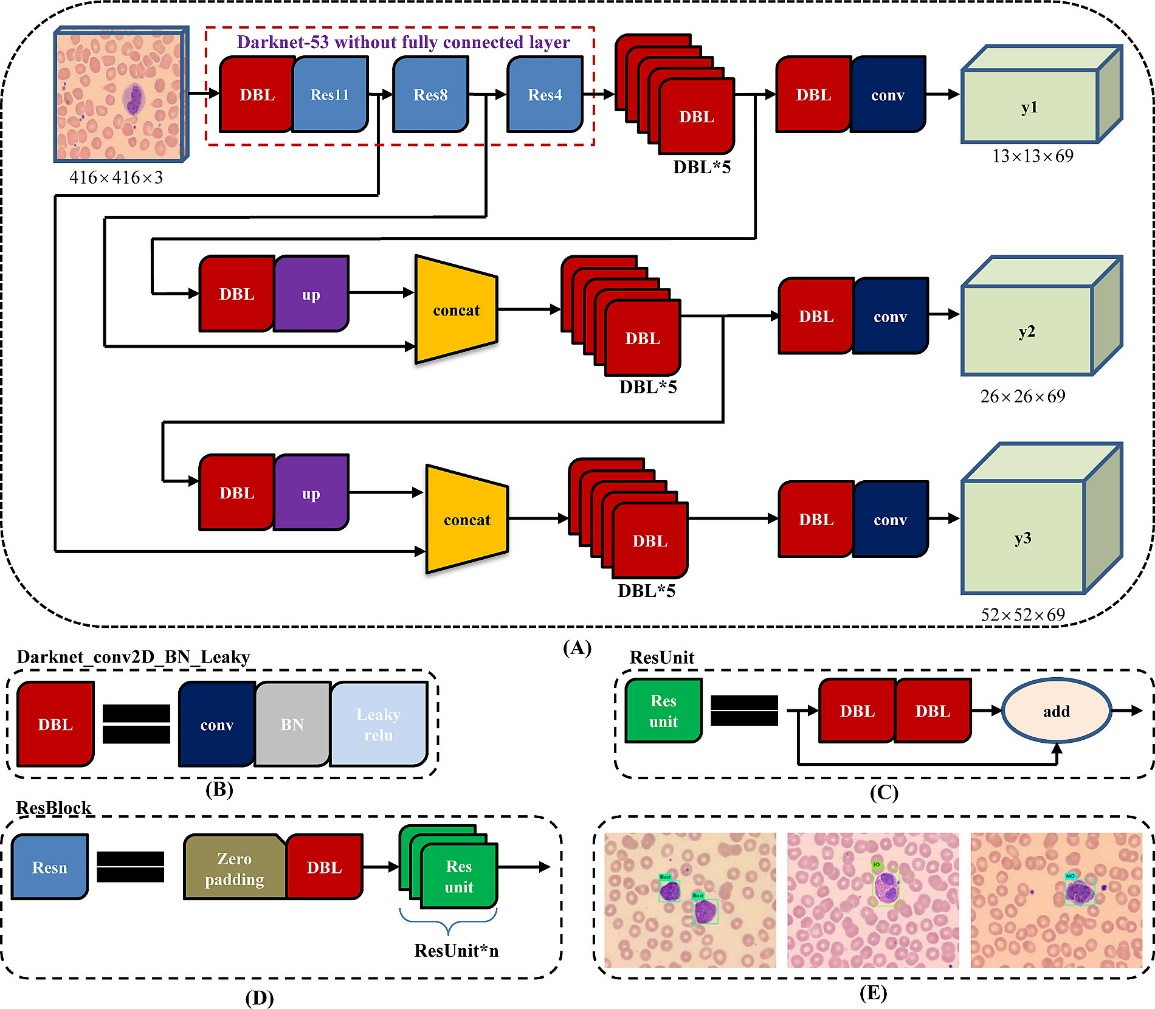 Darknet-53 without fully connected layer
DBL Res11 Res8 Res4 DBL DBL conv y1
416×416×3
DBL*5
13×13×69
DBL up concat DBL DBL conv y2
DBL*5
26×26×69
DBL up concat DBL DBL conv y3
DBL*5
52×52×69
(A)
Darknet_conv2D_BN_Leaky
DBL conv BN Leaky
relu
(B)
ResUnit
Res
unit
DBL DBL add
(C)
ResBlock
Resn Zero
padding
DBL Res
unit
ResUnit*n
(D)
Blast
Blast
MO
(E)